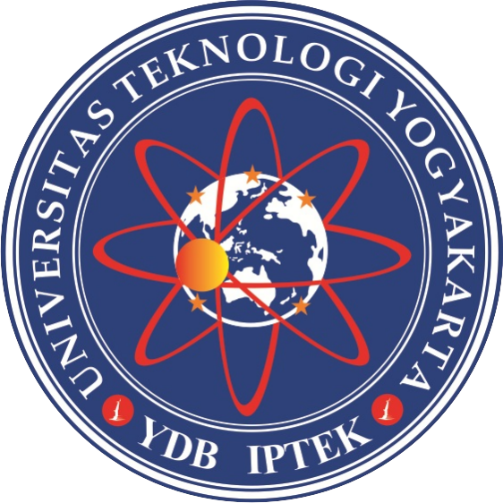 UNIVERSITAS TEKNOLOGI YOGYAKARTA
YDB IPTEK